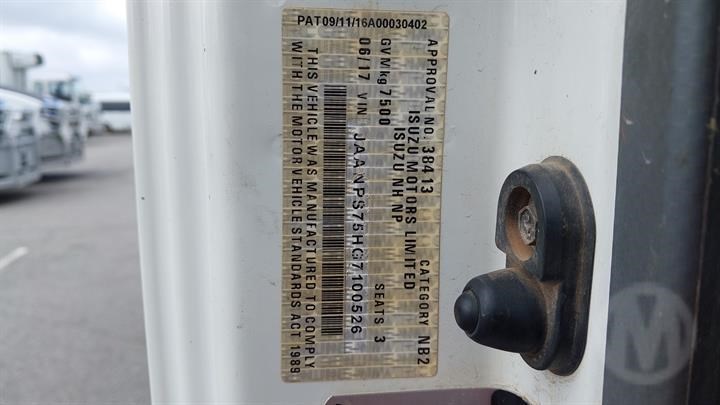 PAT09/11/16A00030402
APPROVAL NO. 38413 CATEGORY NB2
ISUZU MOTORS LIMITED
ISUZU NH NP
GVM kg 7500 SEATS 3
06/17 VIN JAANPS75HG7100526
THIS VEHICLE WAS MANUFACTURED TO COMPLY
WITH THE MOTOR VEHICLE STANDARDS ACT 1989
M